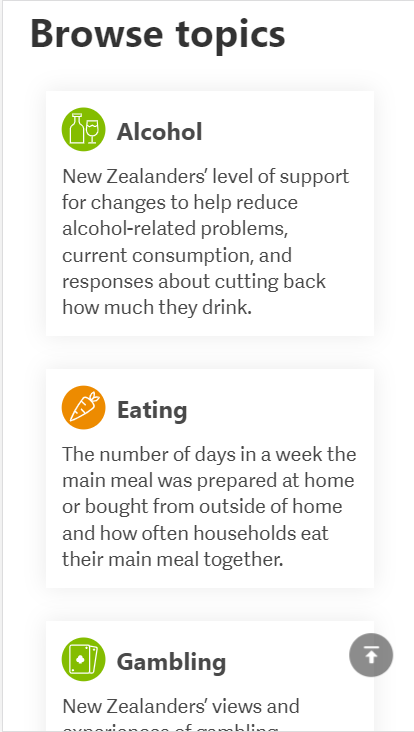 Browse topics
Alcohol
New Zealanders’ level of support
for changes to help reduce
alcohol-related problems,
current consumption, and
responses about cutting back
how much they drink.
Eating
The number of days in a week the
main meal was prepared at home
or bought from outside of home
and how often households eat
their main meal together.
Gambling
New Zealanders’ views and
experiences of gambling